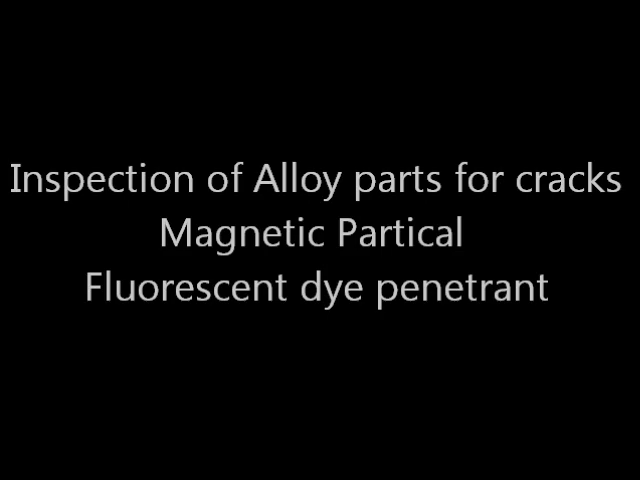 Inspection of Alloy parts for cracks
Magnetic Partical
Fluorescent dye penetrant